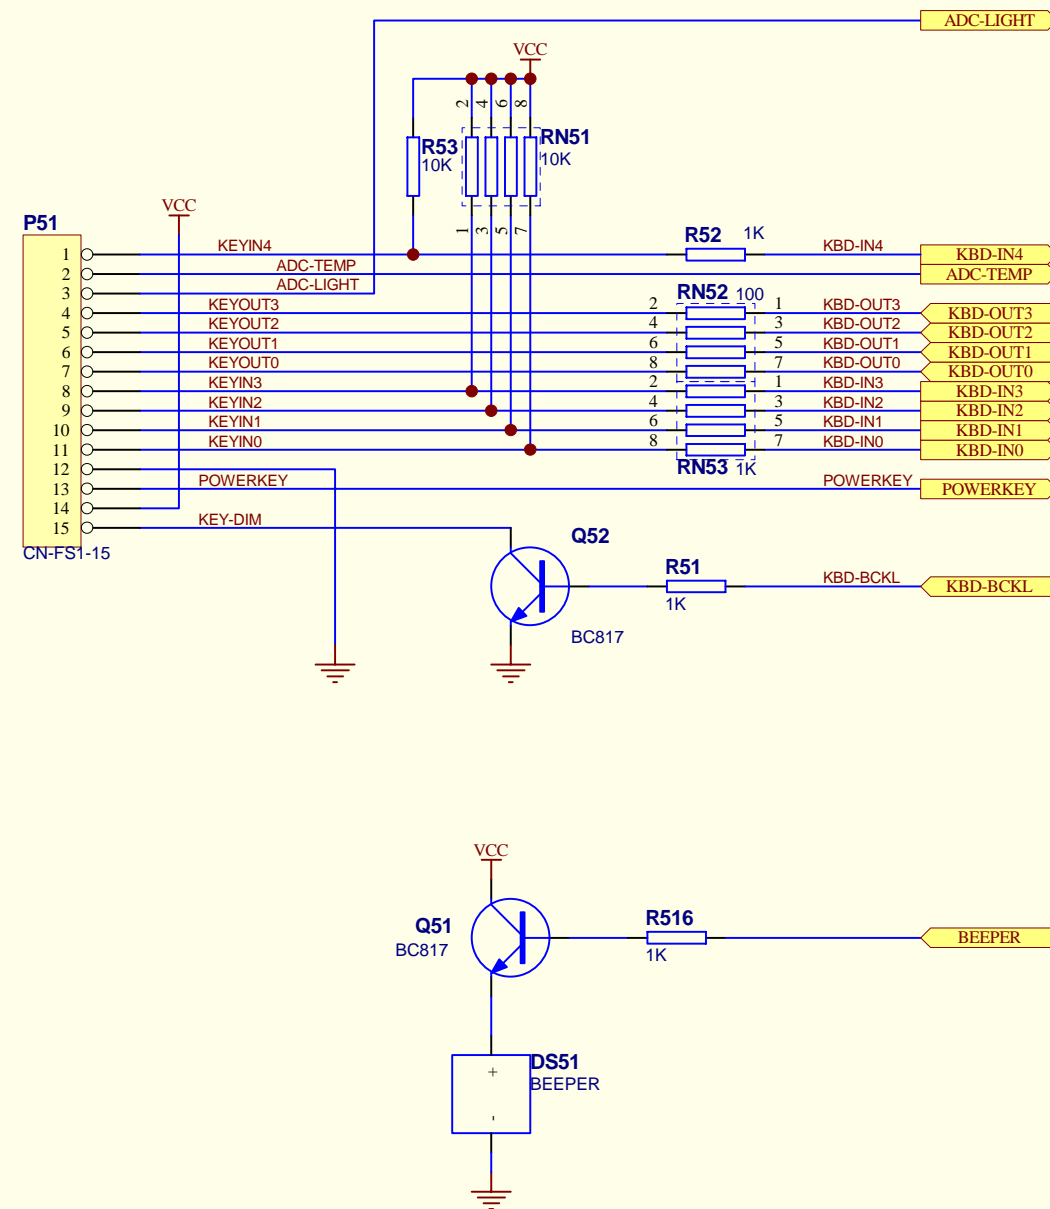 ADC-LIGHT
VCC
2 4 6 8
R53
10K
RN51
10K
1 3 5 7
VCC
P51
1 KEYIN4 R52 1K KBD-IN4 KBD-IN4
2 ADC-TEMP ADC-TEMP
3 ADC-LIGHT
RN52 100
4 KEYOUT3 2 1 KBD-OUT3 KBD-OUT3
5 KEYOUT2 4 3 KBD-OUT2 KBD-OUT2
6 KEYOUT1 6 5 KBD-OUT1 KBD-OUT1
7 KEYOUT0 8 7 KBD-OUT0 KBD-OUT0
8 KEYIN3 2 1 KBD-IN3 KBD-IN3
9 KEYIN2 4 3 KBD-IN2 KBD-IN2
10 KEYIN1 6 5 KBD-IN1 KBD-IN1
11 KEYIN0 8 7 KBD-IN0 KBD-IN0
RN53 1K
12
13 POWERKEY POWERKEY POWERKEY
14
15 KEY-DIM
CN-FS1-15
Q52
BC817
R51
1K
KBD-BCKL KBD-BCKL
VCC
Q51
BC817
R516
1K
BEEPER
DS51
BEEPER
+
-